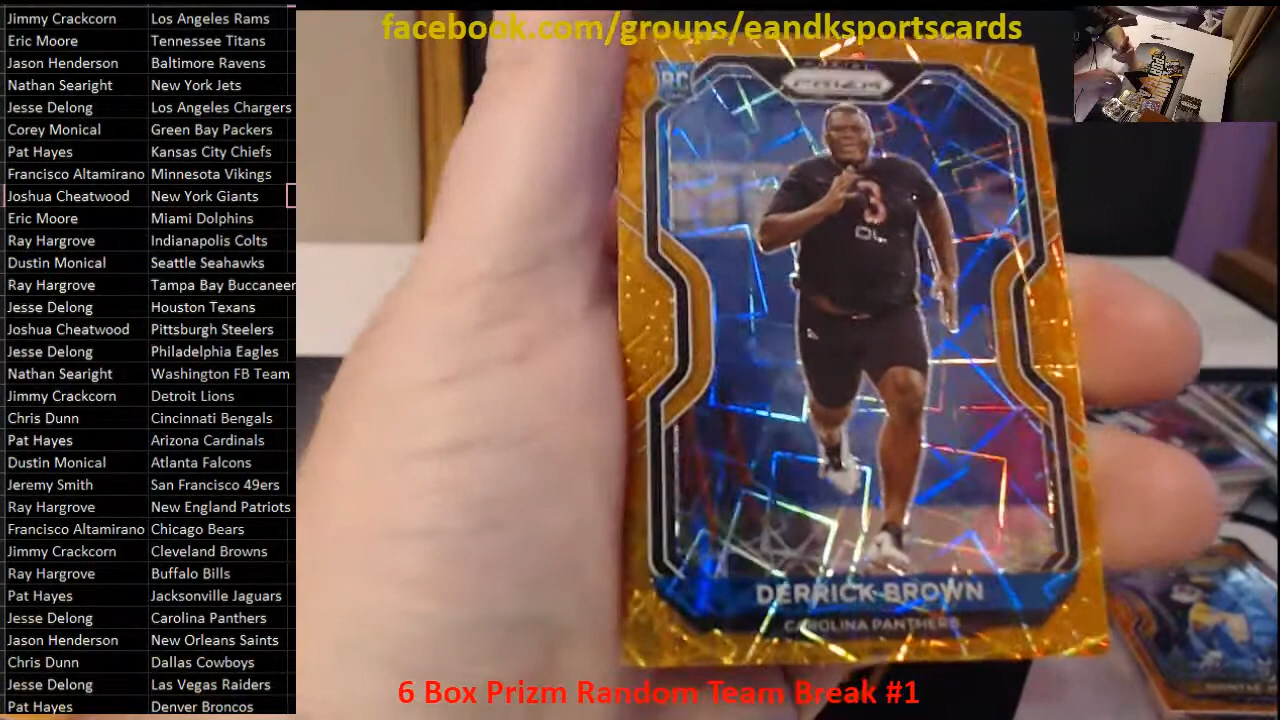 facebook.com/groups/eandksportscards
Jimmy Crackcorn Los Angeles Rams
Eric Moore Tennessee Titans
Jason Henderson Baltimore Ravens
Nathan Searight New York Jets
Jesse Delong Los Angeles Chargers
Corey Monical Green Bay Packers
Pat Hayes Kansas City Chiefs
Francisco Altamirano Minnesota Vikings
Joshua Cheatwood New York Giants
Eric Moore Miami Dolphins
Ray Hargrove Indianapolis Colts
Dustin Monical Seattle Seahawks
Ray Hargrove Tampa Bay Buccaneer
Jesse Delong Houston Texans
Joshua Cheatwood Pittsburgh Steelers
Jesse Delong Philadelphia Eagles
Nathan Searight Washington FB Team
Jimmy Crackcorn Detroit Lions
Chris Dunn Cincinnati Bengals
Pat Hayes Arizona Cardinals
Dustin Monical Atlanta Falcons
Jeremy Smith San Francisco 49ers
Ray Hargrove New England Patriots
Francisco Altamirano Chicago Bears
Jimmy Crackcorn Cleveland Browns
Ray Hargrove Buffalo Bills
Pat Hayes Jacksonville Jaguars
Jesse Delong Carolina Panthers
Jason Henderson New Orleans Saints
Chris Dunn Dallas Cowboys
Jesse Delong Las Vegas Raiders
Pat Hayes Denver Broncos
RC
PANINI
PRIZM
3
DL
DERRICK BROWN
CAROLINA PANTHERS
6 Box Prizm Random Team Break #1